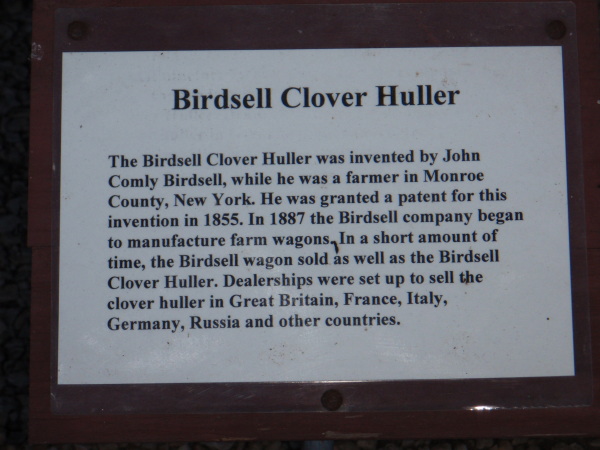 Birdsell Clover Huller
The Birdsell Clover Huller was invented by John
Comly Birdsell, while he was a farmer in Monroe
County, New York. He was granted a patent for this
invention in 1855. In 1887 the Birdsell company began
to manufacture farm wagons. In a short amount of
time, the Birdsell wagon sold as well as the Birdsell
Clover Huller. Dealerships were set up to sell the
clover huller in Great Britain, France, Italy,
Germany, Russia and other countries.